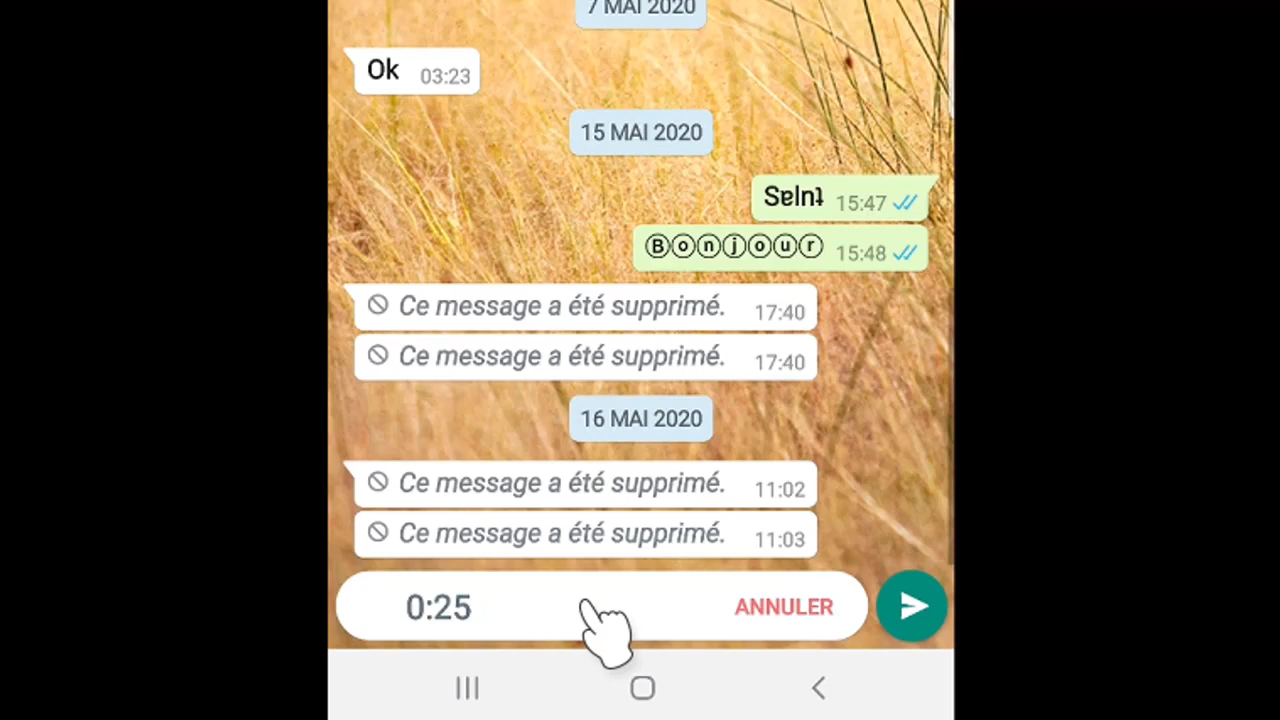 7 MAI 2020
Ok 03:23
15 MAI 2020
Sɐlnʇ 15:47
Ⓑⓞⓝⓙⓞⓤⓡ 15:48
Ce message a été supprimé. 17:40
Ce message a été supprimé. 17:40
16 MAI 2020
Ce message a été supprimé. 11:02
Ce message a été supprimé. 11:03
0:25 ANNULER